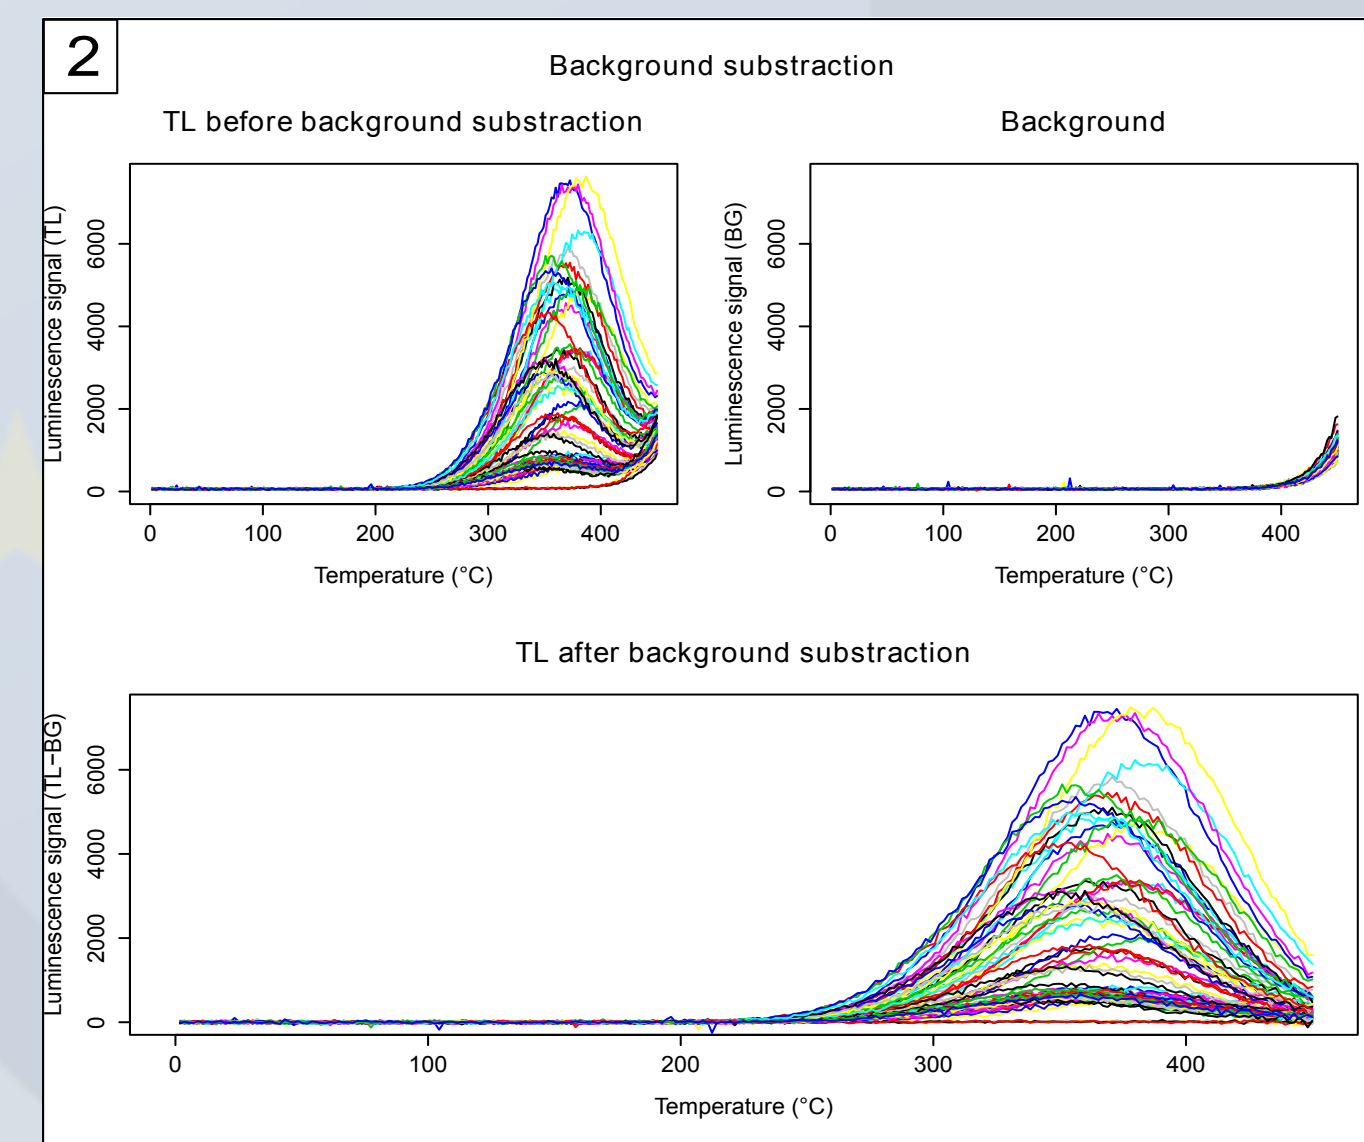 2
Background substraction
TL before background substraction
Background
Luminescence signal (TL)
0
2000
4000
6000
0 100 200 300 400
Temperature (°C)
Luminescence signal (BG)
0
2000
4000
6000
0 100 200 300 400
Temperature (°C)
TL after background substraction
Luminescence signal (TL−BG)
0
2000
4000
6000
0 100 200 300 400
Temperature (°C)